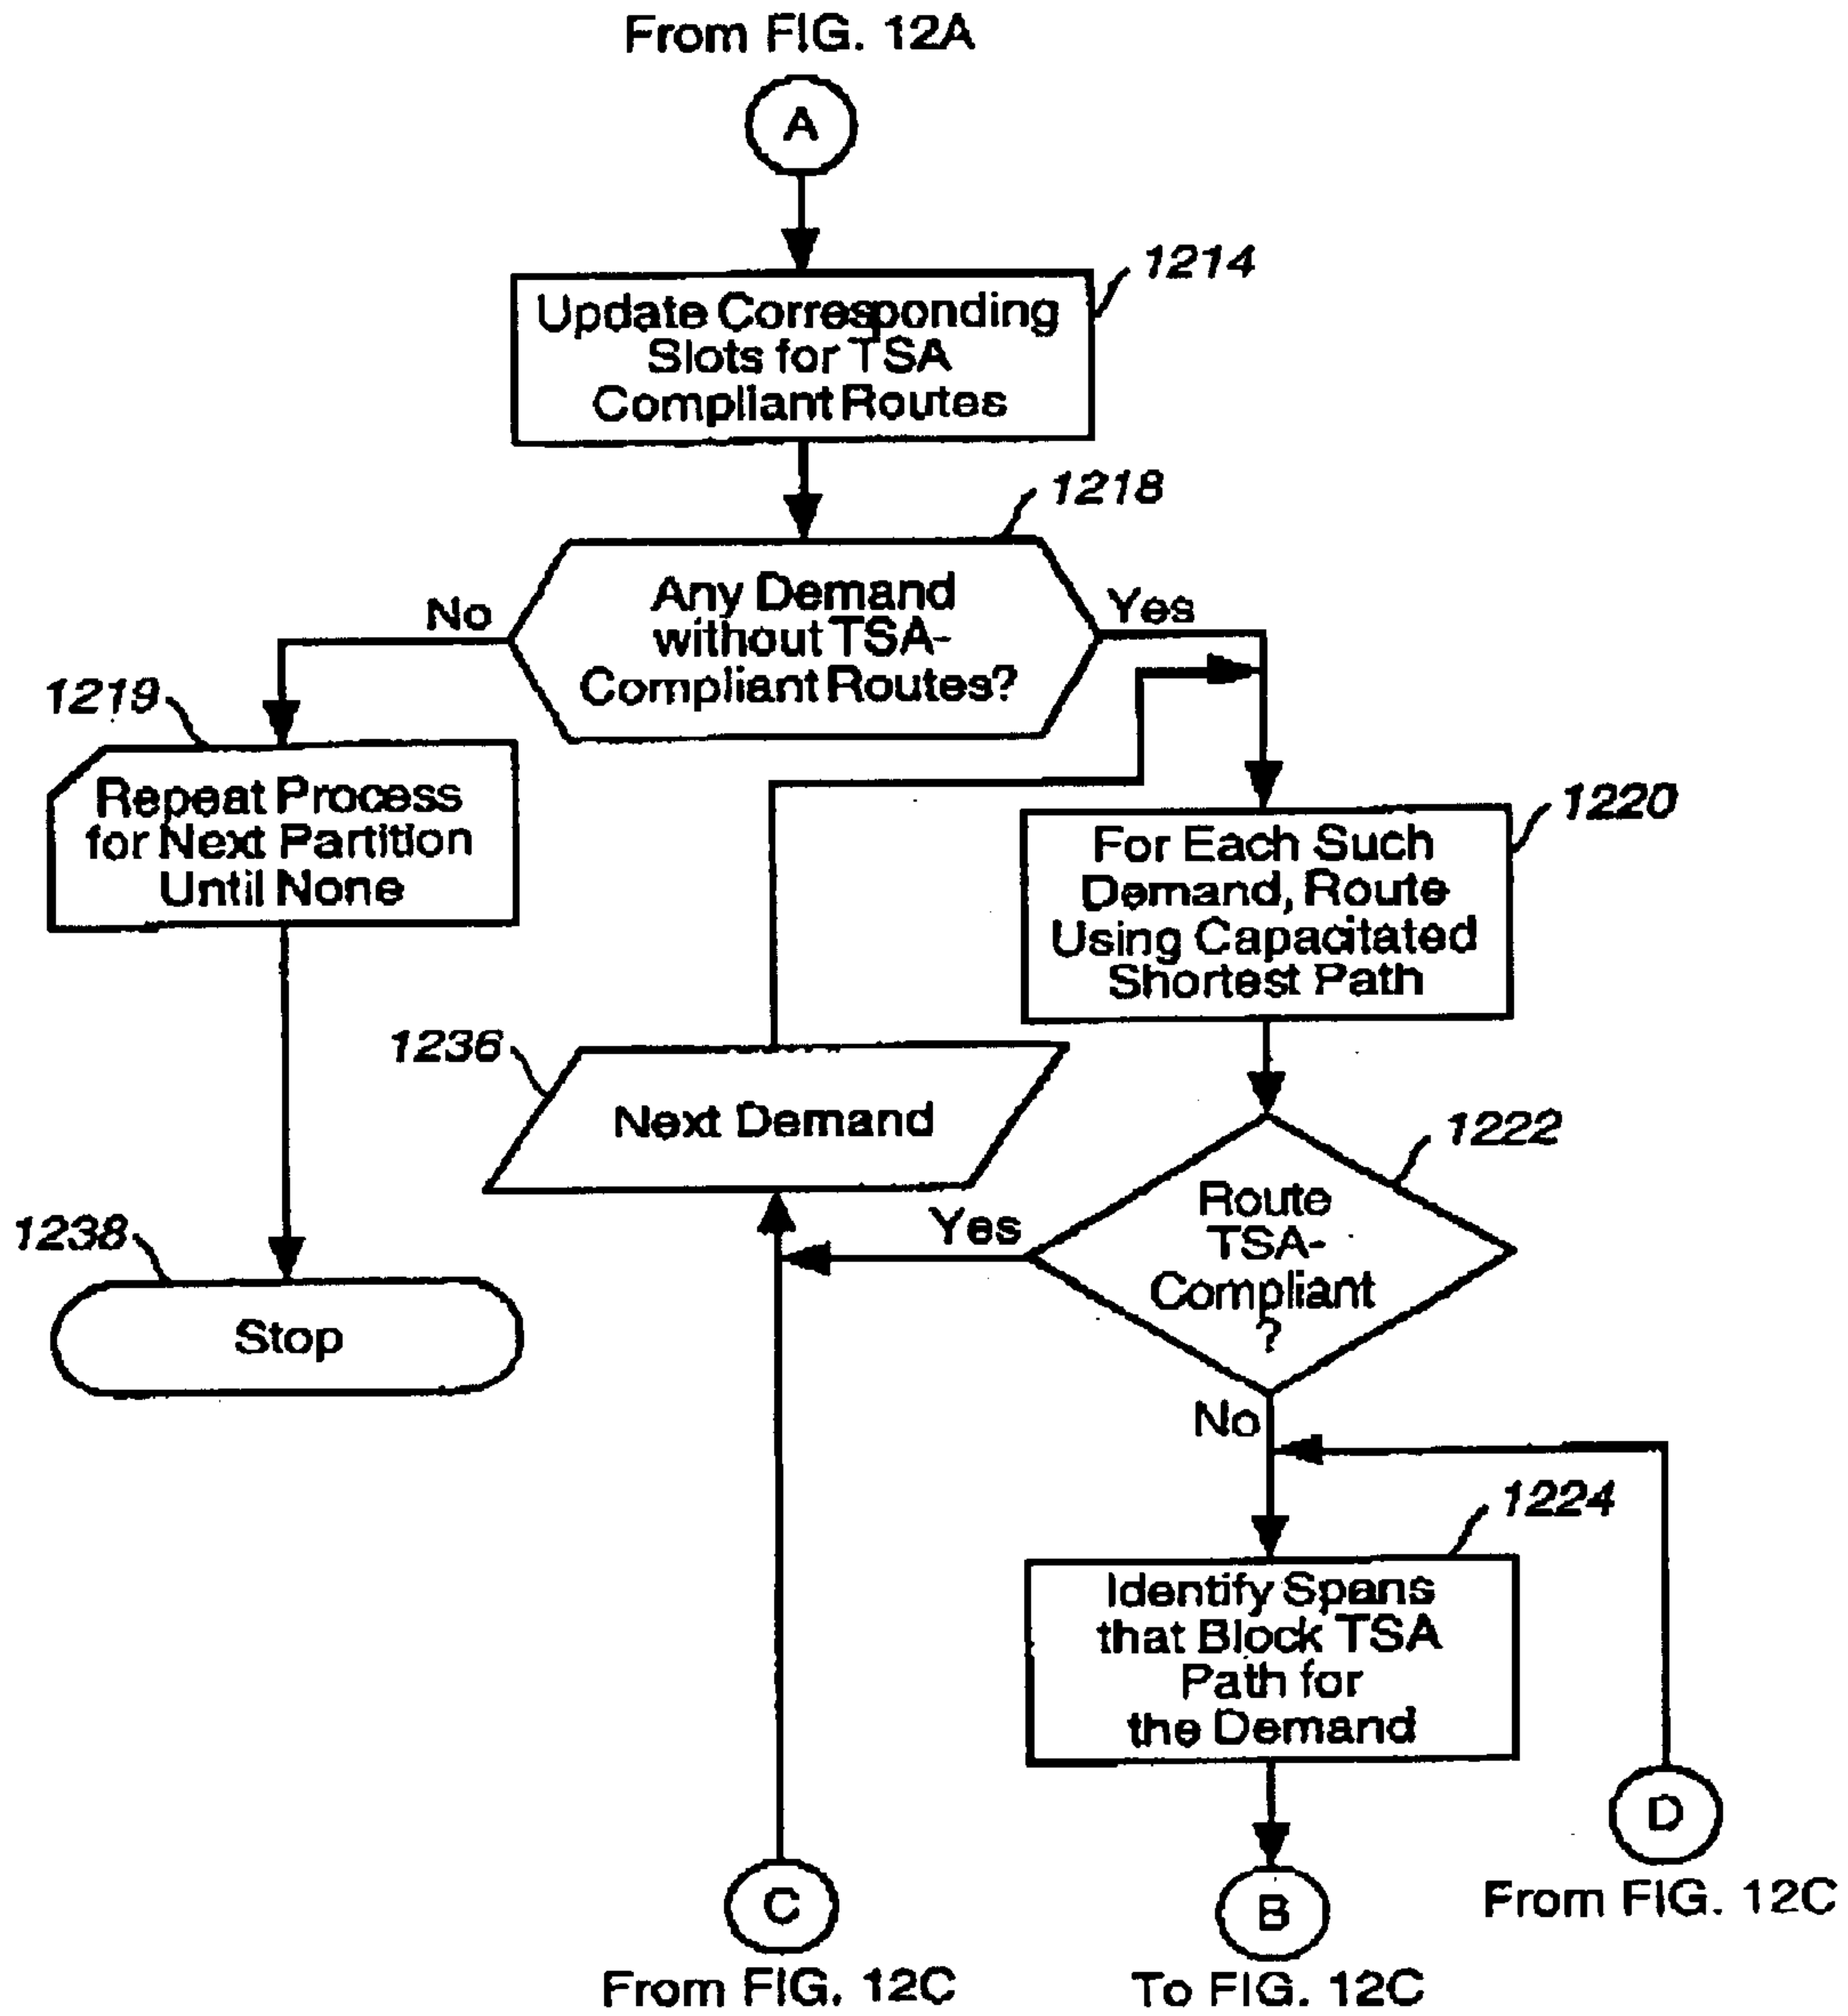 From FIG. 12A
A
1214
Update Corresponding
Slots for TSA
Compliant Routes
1218
Any Demand
without TSA-
Compliant Routes?
No
Yes
1219
Repeat Process
for Next Partition
Until None
1220
For Each Such
Demand, Route
Using Capacitated
Shortest Path
1236
Next Demand
1222
Route
TSA-
Compliant
?
Yes
No
1238
Stop
1224
Identify Spans
that Block TSA
Path for
the Demand
D
From FIG. 12C
C
From FIG. 12C
B
To FIG. 12C